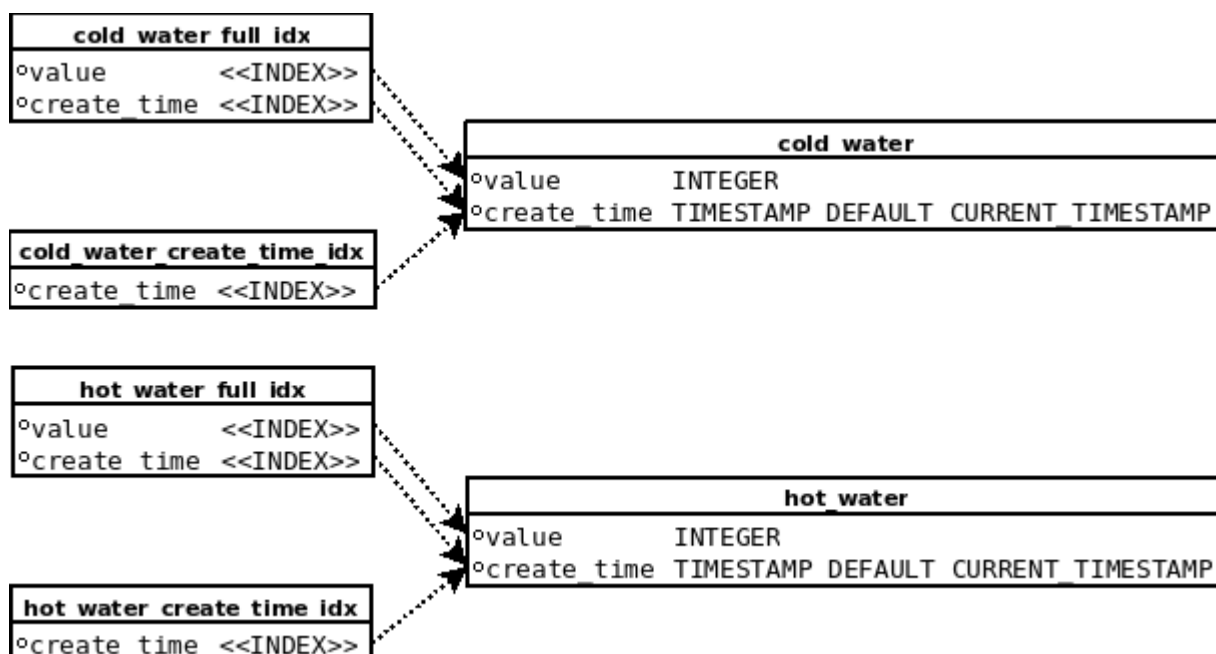 cold_water_full_idx
value <<INDEX>>
create_time <<INDEX>>
cold_water
value INTEGER
create_time TIMESTAMP DEFAULT CURRENT_TIMESTAMP
cold_water_create_time_idx
create_time <<INDEX>>
hot_water_full_idx
value <<INDEX>>
create_time <<INDEX>>
hot_water
value INTEGER
create_time TIMESTAMP DEFAULT CURRENT_TIMESTAMP
hot_water_create_time_idx
create_time <<INDEX>>